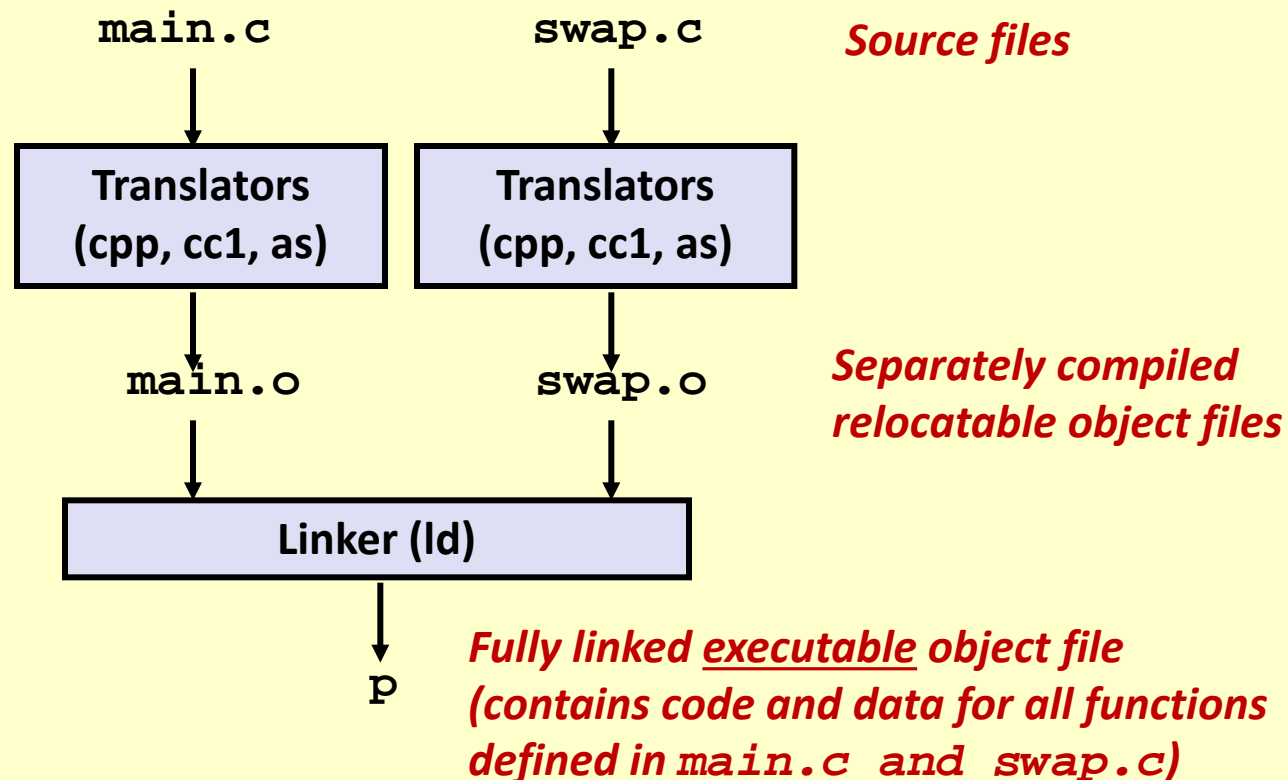 main.c swap.c Source files
Translators Translators
(cpp, cc1, as) (cpp, cc1, as)
main.o swap.o Separately compiled
relocatable object files
Linker (ld)
p Fully linked executable object file
(contains code and data for all functions
defined in main.c and swap.c)